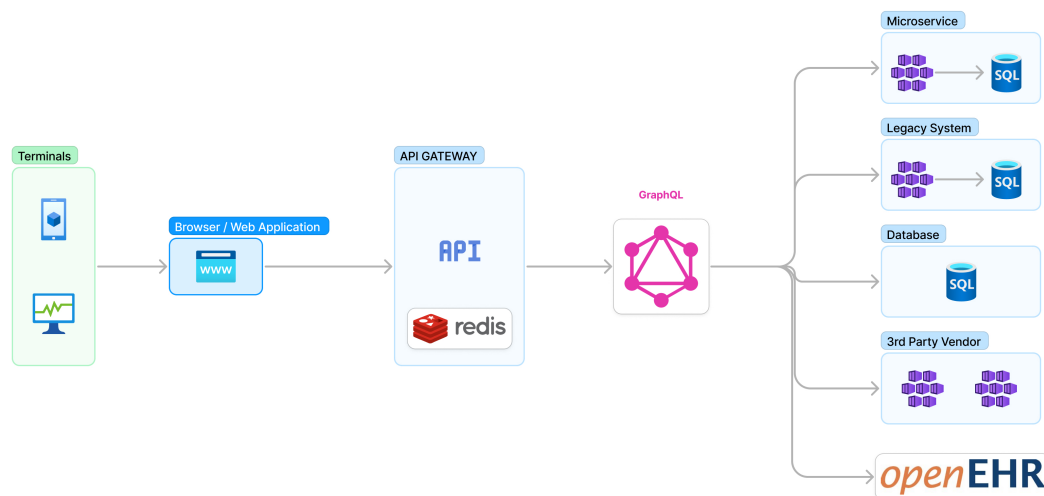 Microservice
SQL
Terminals
API GATEWAY
Legacy System
SQL
GraphQL
Browser / Web Application
www
API
Database
SQL
redis
3rd Party Vendor
openEHR